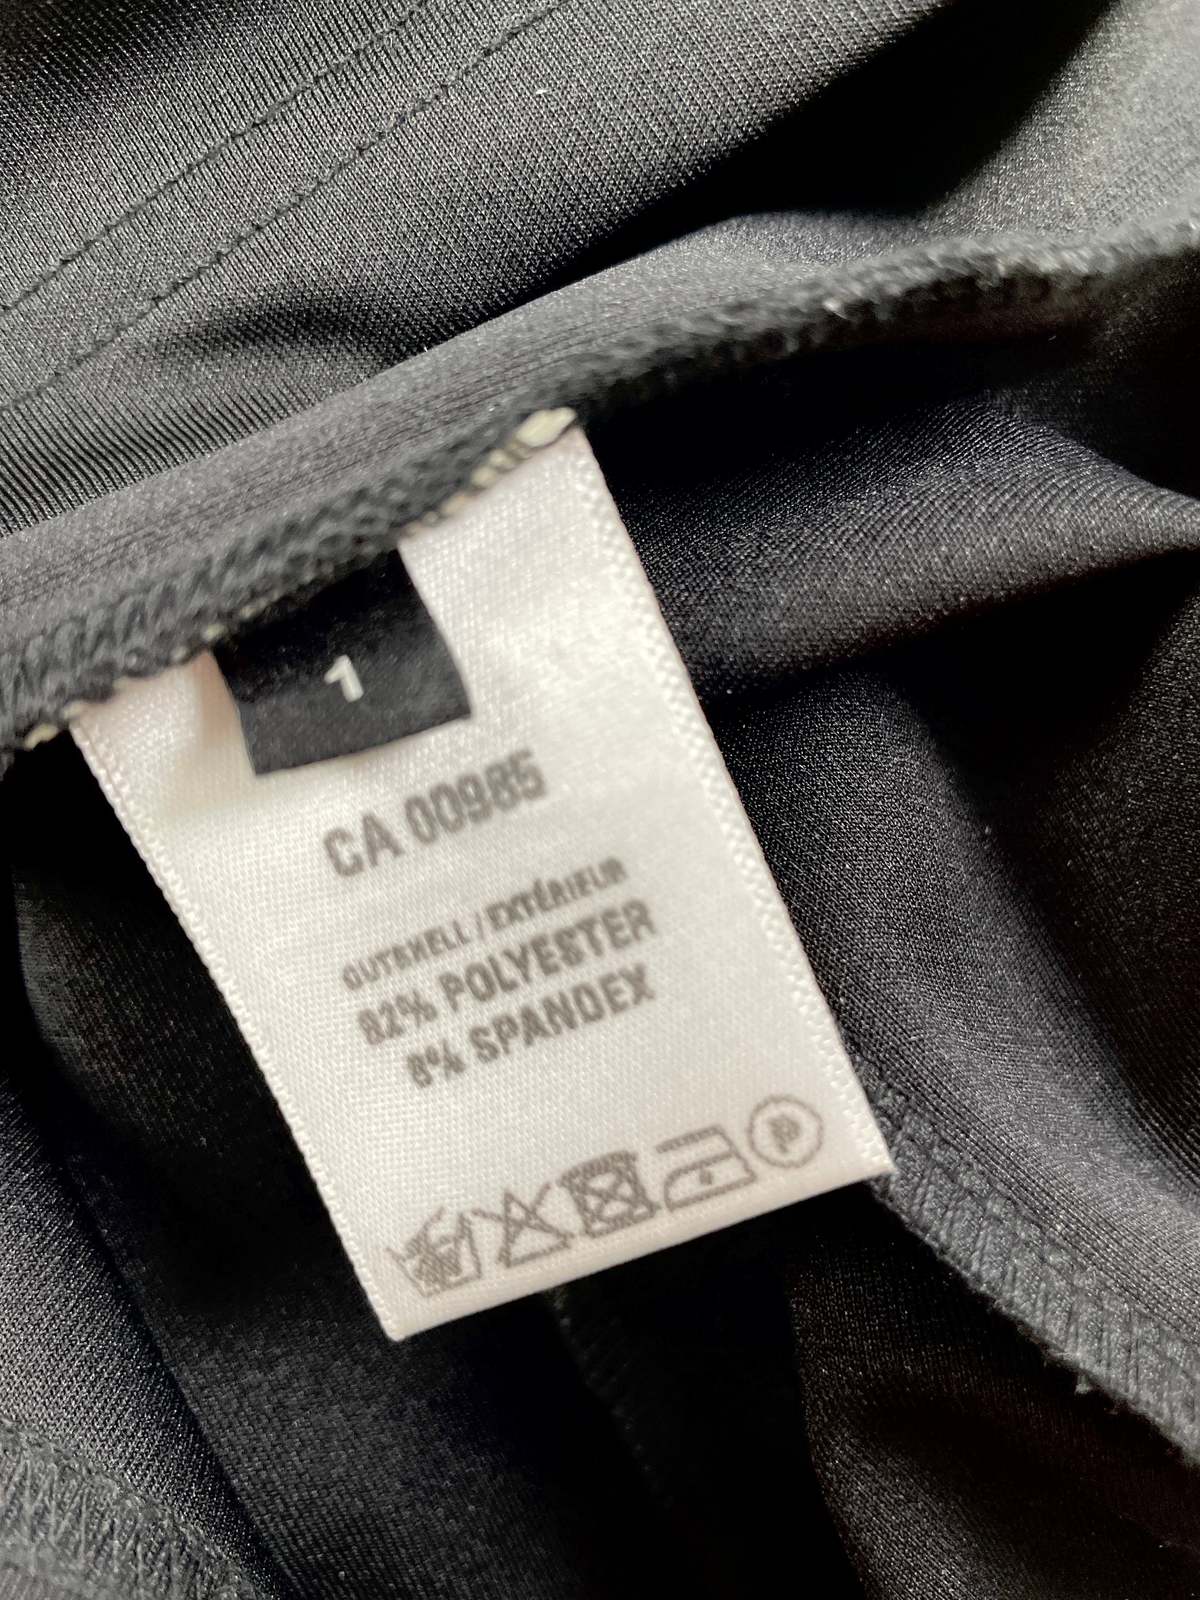 1
CA 00985
OUTSHELL / EXTÉRIEUR
92% POLYESTER
8% SPANDEX
P